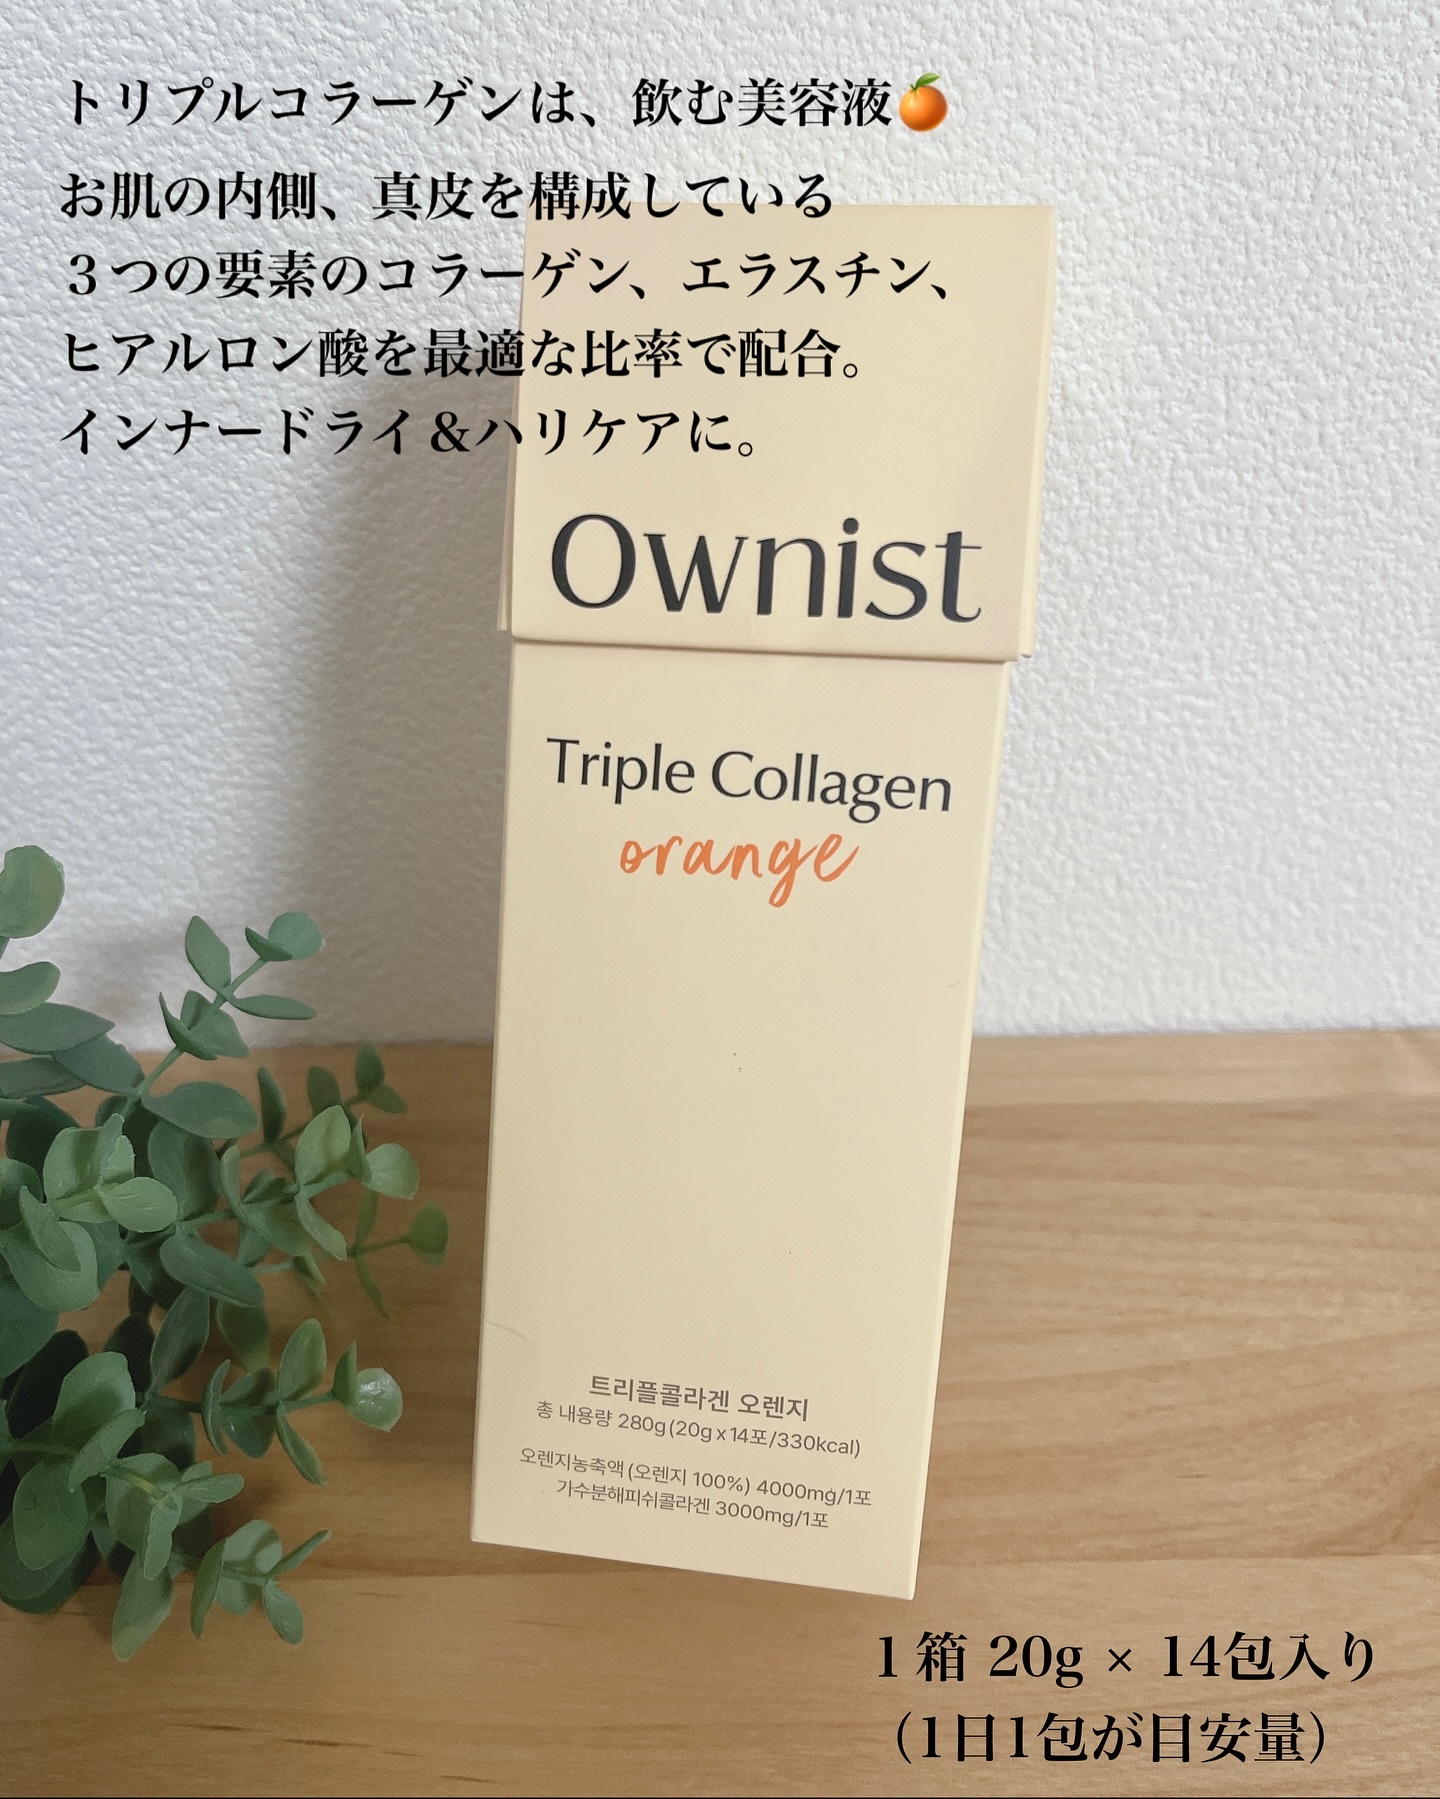 トリプルコラーゲンは、飲む美容液🍊
お肌の内側、真皮を構成している
３つの要素のコラーゲン、エラスチン、
ヒアルロン酸を最適な比率で配合。
インナードライ＆ハリケアに。
Ownist
Triple Collagen
orange
트리플콜라겐 오렌지
총 내용량 280g(20g x 14포/330kcal)
오렌지농축액(오렌지 100%) 4000mg/1포
가수분해피쉬콜라겐 3000mg/1포
１箱 20g × 14包入り
（1日1包が目安量）